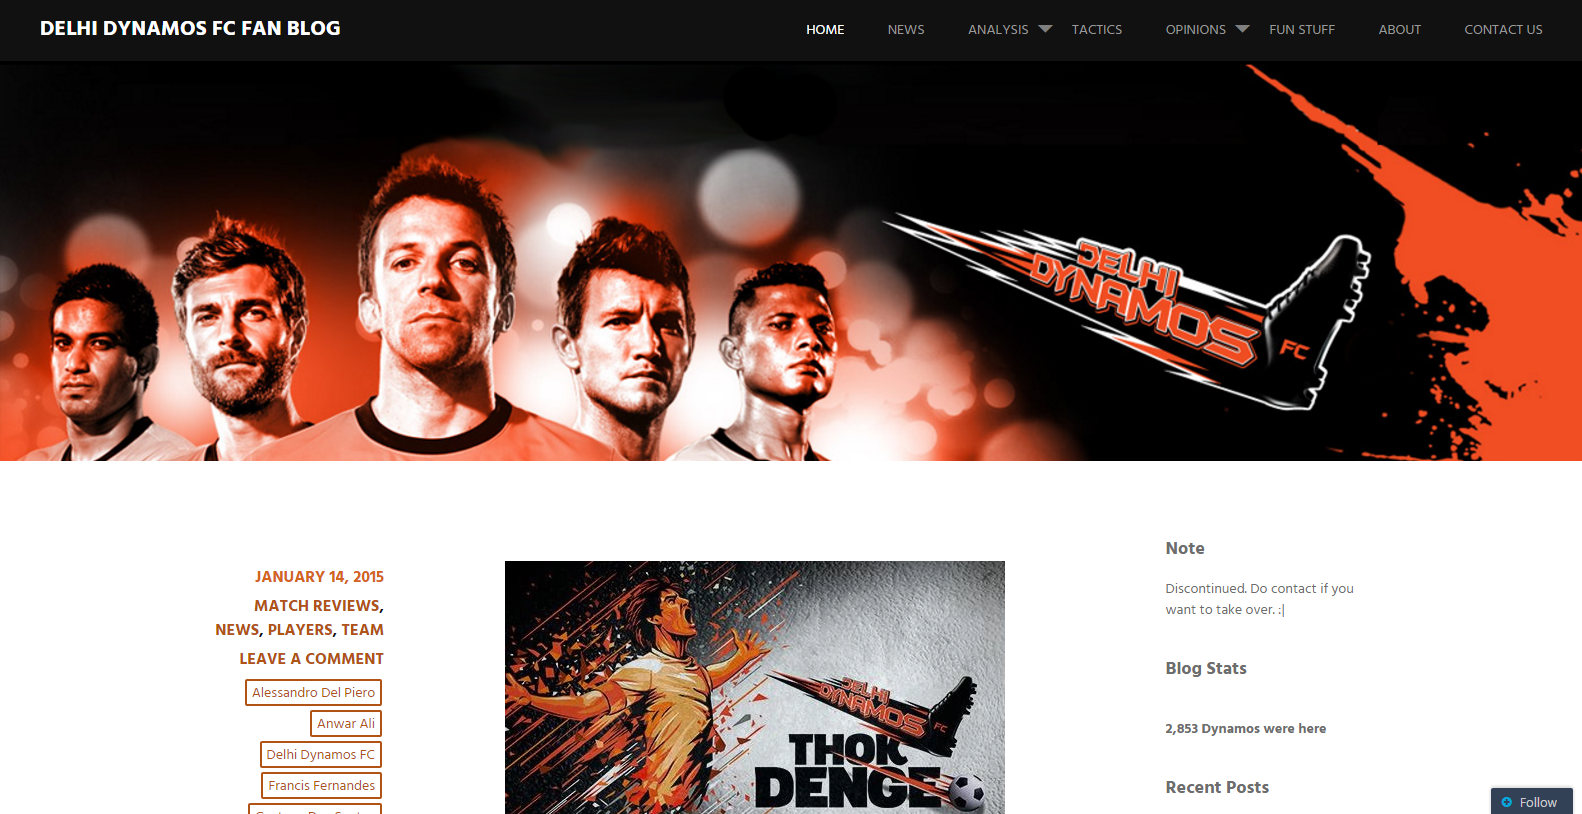 DELHI DYNAMOS FC FAN BLOG
HOME NEWS ANALYSIS TACTICS OPINIONS FUN STUFF ABOUT CONTACT US
DELHI
DYNAMOS
FC
JANUARY 14, 2015
MATCH REVIEWS,
NEWS, PLAYERS, TEAM
LEAVE A COMMENT
Alessandro Del Piero
Anwar Ali
Delhi Dynamos FC
Francis Fernandes
DELHI
DYNAMOS
FC
THOK
DENGE
Note
Discontinued. Do contact if you
want to take over. :|
Blog Stats
2,853 Dynamos were here
Recent Posts
Follow